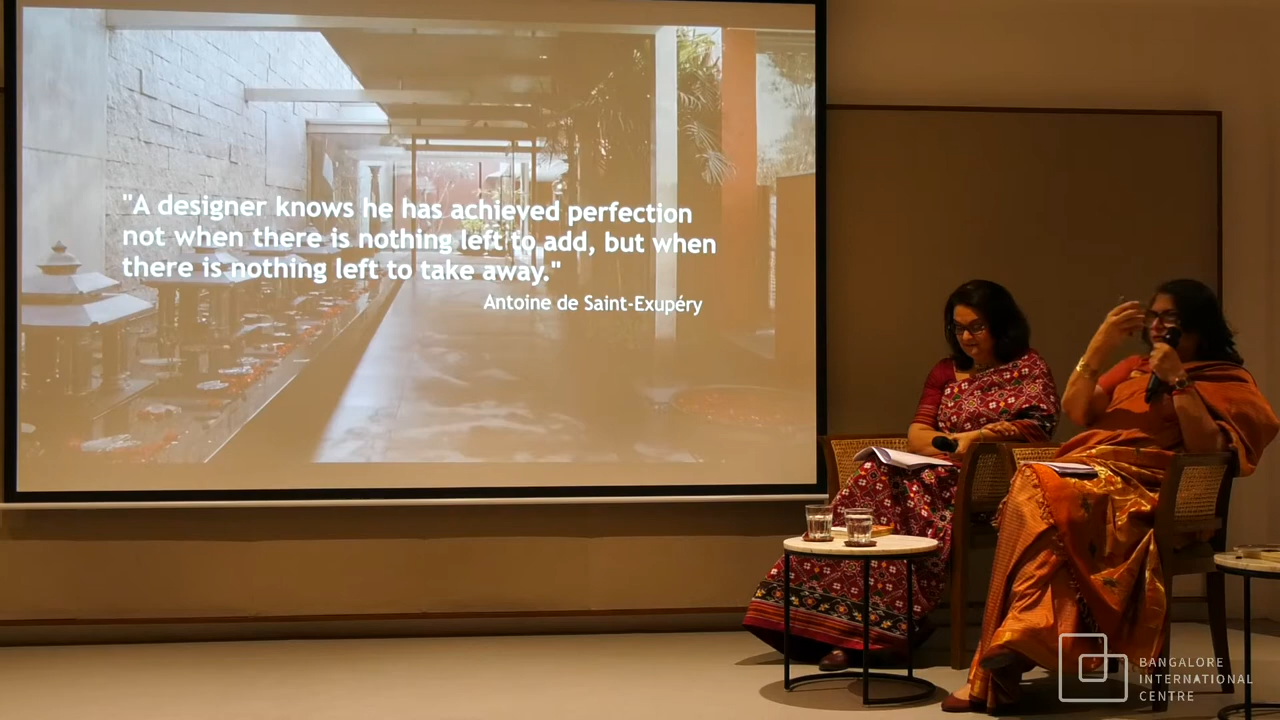 "A designer knows he has achieved perfection
not when there is nothing left to add, but when
there is nothing left to take away."
Antoine de Saint-Exupéry
BANGALORE
INTERNATIONAL
CENTRE